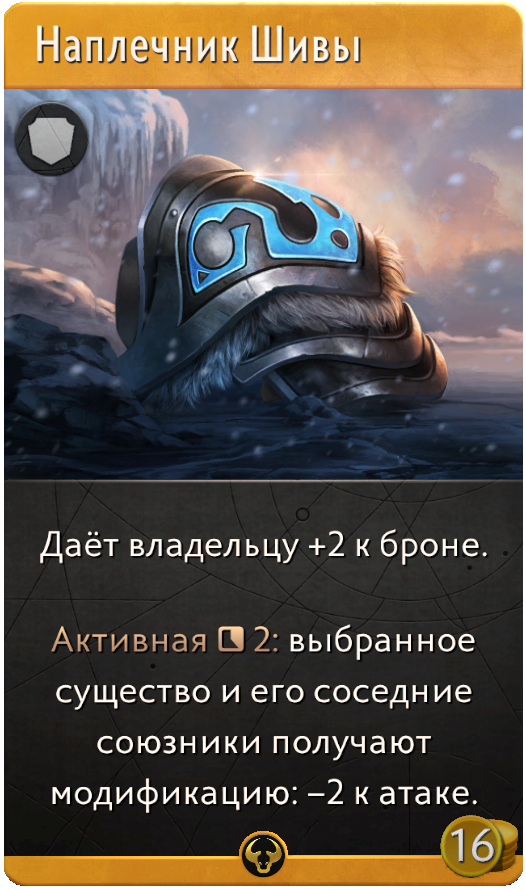 Наплечник Шивы
Даёт владельцу +2 к броне.
Активная 2: выбранное
существо и его соседние
союзники получают
модификацию: −2 к атаке.
16